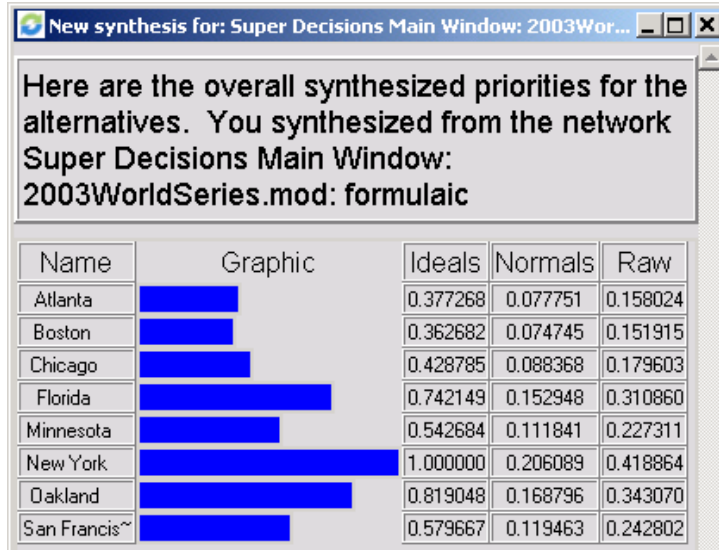 New synthesis for: Super Decisions Main Window: 2003Wor...
Here are the overall synthesized priorities for the
alternatives. You synthesized from the network
Super Decisions Main Window:
2003WorldSeries.mod: formulaic
Name Graphic Ideals Normals Raw
Atlanta 0.377268 0.077751 0.158024
Boston 0.362682 0.074745 0.151915
Chicago 0.428785 0.088368 0.179603
Florida 0.742149 0.152948 0.310860
Minnesota 0.542684 0.111841 0.227311
New York 1.000000 0.206089 0.418864
Oakland 0.819048 0.168796 0.343070
San Francis~ 0.579667 0.119463 0.242802